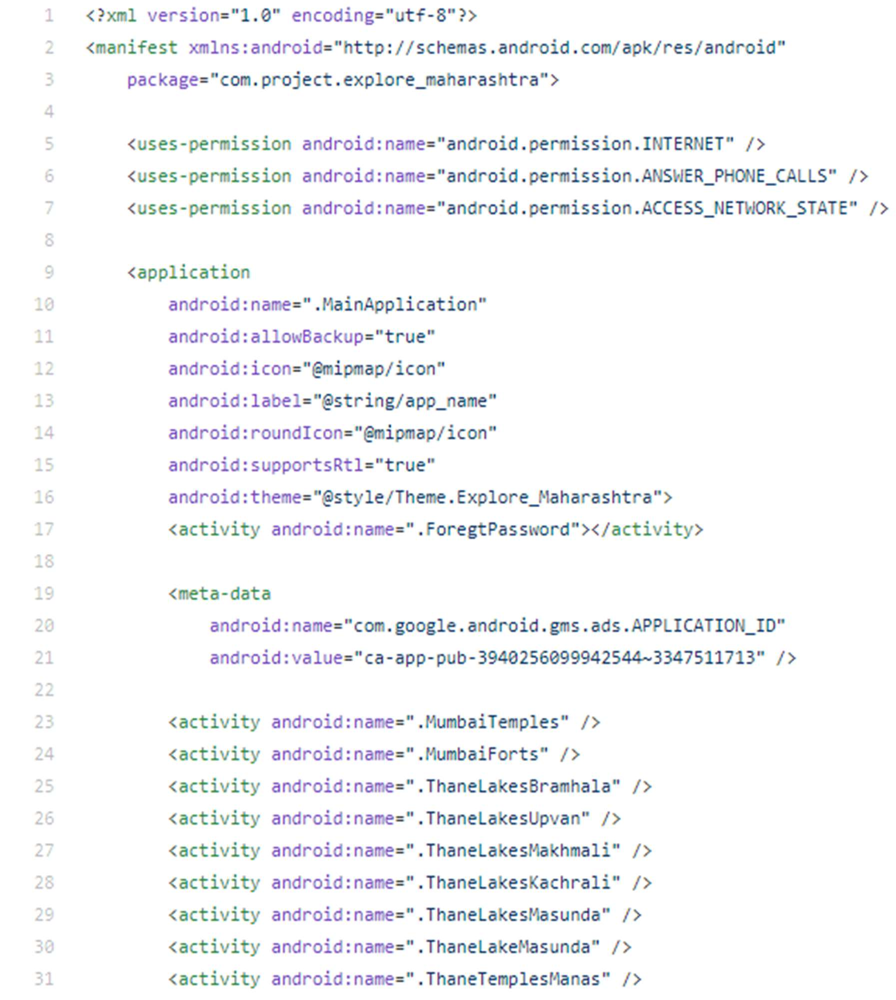 1 <?xml version="1.0" encoding="utf-8"?>
2 <manifest xmlns:android="http://schemas.android.com/apk/res/android"
3     package="com.project.explore_maharashtra">
4
5     <uses-permission android:name="android.permission.INTERNET" />
6     <uses-permission android:name="android.permission.ANSWER_PHONE_CALLS" />
7     <uses-permission android:name="android.permission.ACCESS_NETWORK_STATE" />
8
9     <application
10         android:name=".MainApplication"
11         android:allowBackup="true"
12         android:icon="@mipmap/icon"
13         android:label="@string/app_name"
14         android:roundIcon="@mipmap/icon"
15         android:supportsRtl="true"
16         android:theme="@style/Theme.Explore_Maharashtra">
17         <activity android:name=".ForegtPassword"></activity>
18
19         <meta-data
20             android:name="com.google.android.gms.ads.APPLICATION_ID"
21             android:value="ca-app-pub-3940256099942544~3347511713" />
22
23         <activity android:name=".MumbaiTemples" />
24         <activity android:name=".MumbaiForts" />
25         <activity android:name=".ThaneLakesBramhala" />
26         <activity android:name=".ThaneLakesUpvan" />
27         <activity android:name=".ThaneLakesMakhmali" />
28         <activity android:name=".ThaneLakesKachrali" />
29         <activity android:name=".ThaneLakesMasunda" />
30         <activity android:name=".ThaneLakeMasunda" />
31         <activity android:name=".ThaneTemplesManas" />